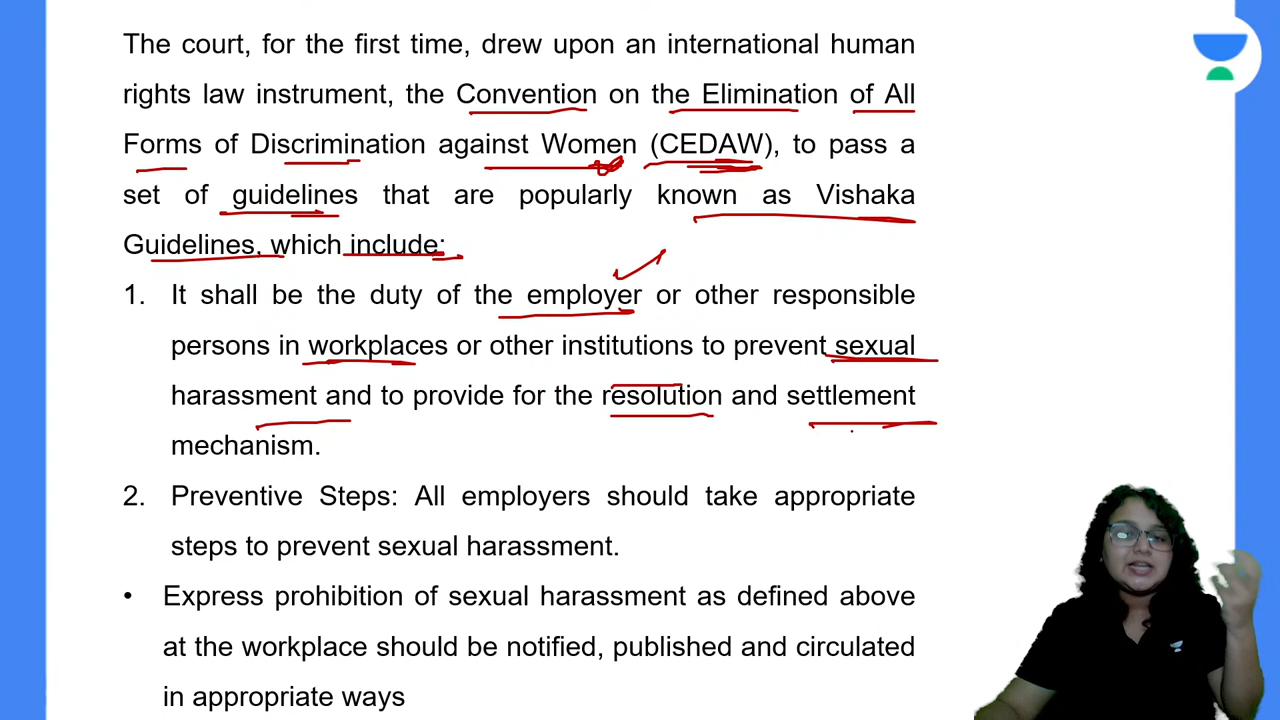 The court, for the first time, drew upon an international human
rights law instrument, the Convention on the Elimination of All
Forms of Discrimination against Women (CEDAW), to pass a
set of guidelines that are popularly known as Vishaka
Guidelines, which include:
1. It shall be the duty of the employer or other responsible
persons in workplaces or other institutions to prevent sexual
harassment and to provide for the resolution and settlement
mechanism.
2. Preventive Steps: All employers should take appropriate
steps to prevent sexual harassment.
• Express prohibition of sexual harassment as defined above
at the workplace should be notified, published and circulated
in appropriate ways